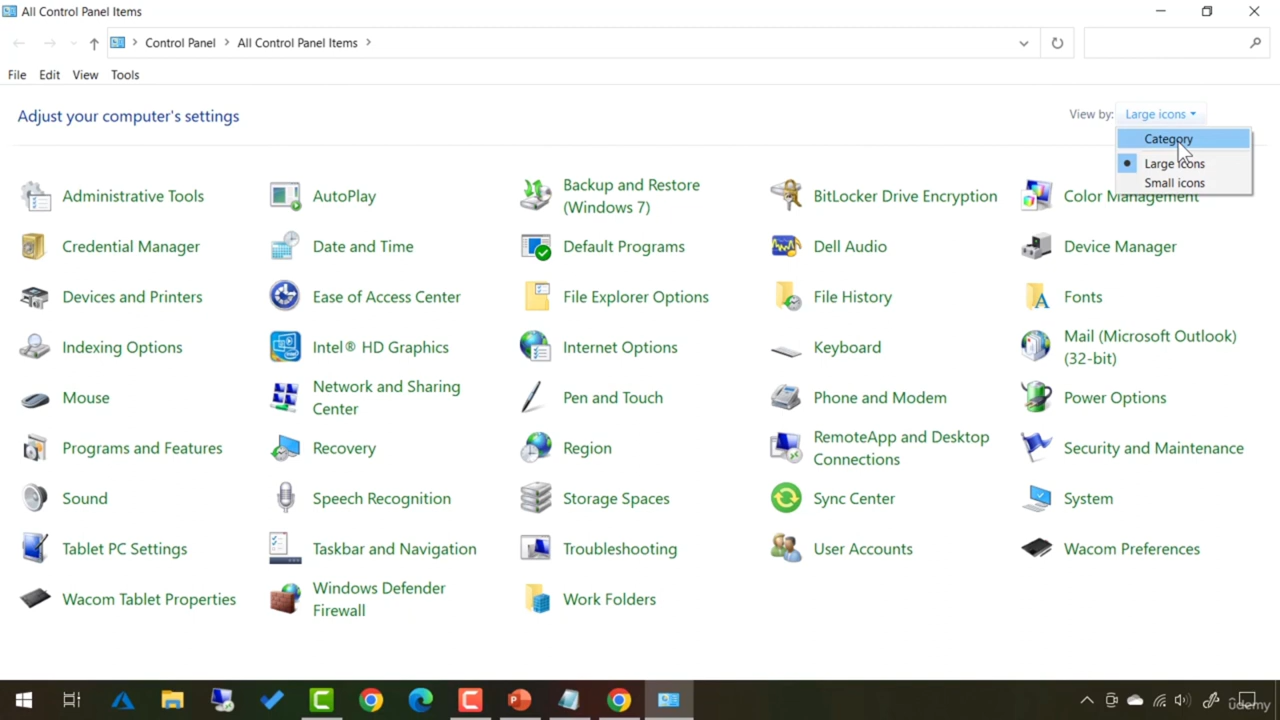 All Control Panel Items
Control Panel
All Control Panel Items
File Edit View Tools
Adjust your computer's settings
View by: Large icons
Category
Large icons
Small icons
Administrative Tools
AutoPlay
Backup and Restore
(Windows 7)
BitLocker Drive Encryption
Color Management
Credential Manager
Date and Time
Default Programs
Dell Audio
Device Manager
Devices and Printers
Ease of Access Center
File Explorer Options
File History
Fonts
Indexing Options
Intel® HD Graphics
Internet Options
Keyboard
Mail (Microsoft Outlook)
(32-bit)
Mouse
Network and Sharing
Center
Pen and Touch
Phone and Modem
Power Options
Programs and Features
Recovery
Region
RemoteApp and Desktop
Connections
Security and Maintenance
Sound
Speech Recognition
Storage Spaces
Sync Center
System
Tablet PC Settings
Taskbar and Navigation
Troubleshooting
User Accounts
Wacom Preferences
Wacom Tablet Properties
Windows Defender
Firewall
Work Folders
udemy